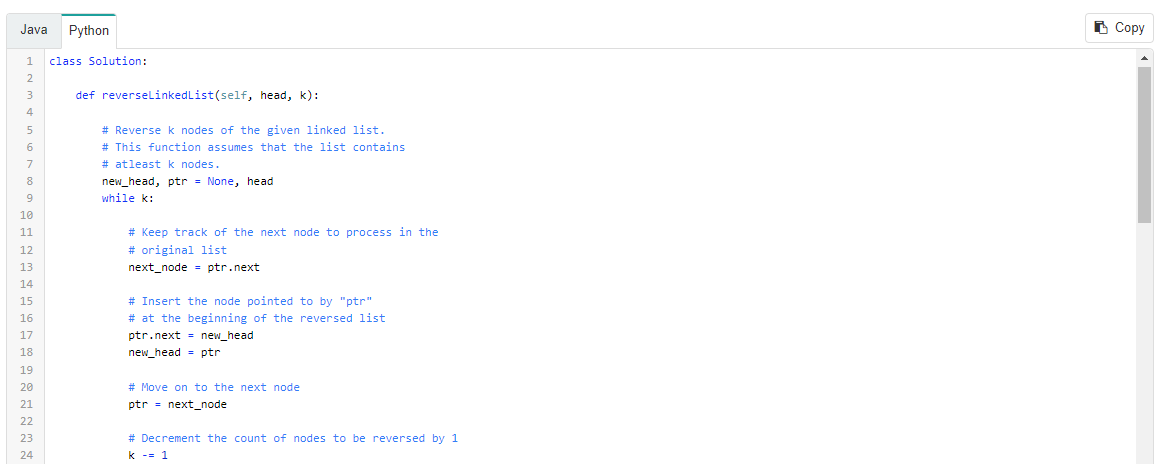 Java Python Copy
1 class Solution:
2
3 def reverseLinkedList(self, head, k):
4
5 # Reverse k nodes of the given linked list.
6 # This function assumes that the list contains
7 # atleast k nodes.
8 new_head, ptr = None, head
9 while k:
10
11 # Keep track of the next node to process in the
12 # original list
13 next_node = ptr.next
14
15 # Insert the node pointed to by "ptr"
16 # at the beginning of the reversed list
17 ptr.next = new_head
18 new_head = ptr
19
20 # Move on to the next node
21 ptr = next_node
22
23 # Decrement the count of nodes to be reversed by 1
24 k -= 1